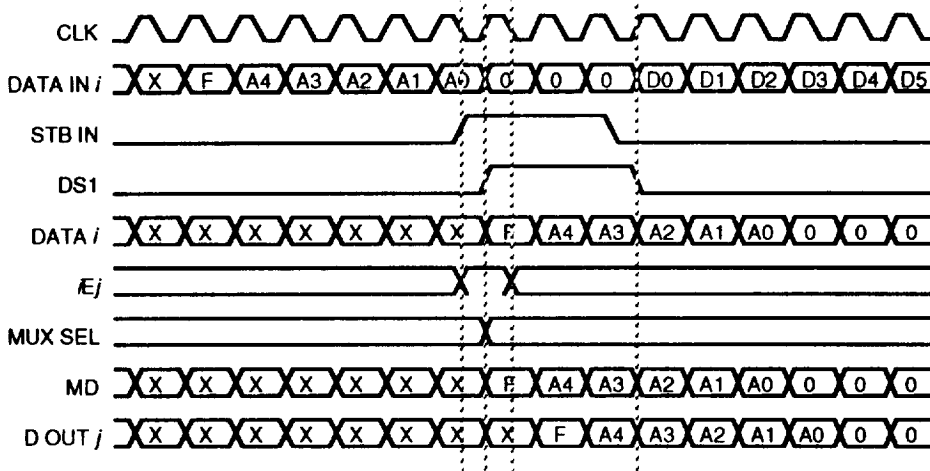 CLK
DATA IN i X F A4 A3 A2 A1 A0 0 0 0 D0 D1 D2 D3 D4 D5
STB IN
DS1
DATA i X X X X X X X F A4 A3 A2 A1 A0 0 0 0
iEj
MUX SEL
MD X X X X X X X F A4 A3 A2 A1 A0 0 0 0
D OUT j X X X X X X X X F A4 A3 A2 A1 A0 0 0